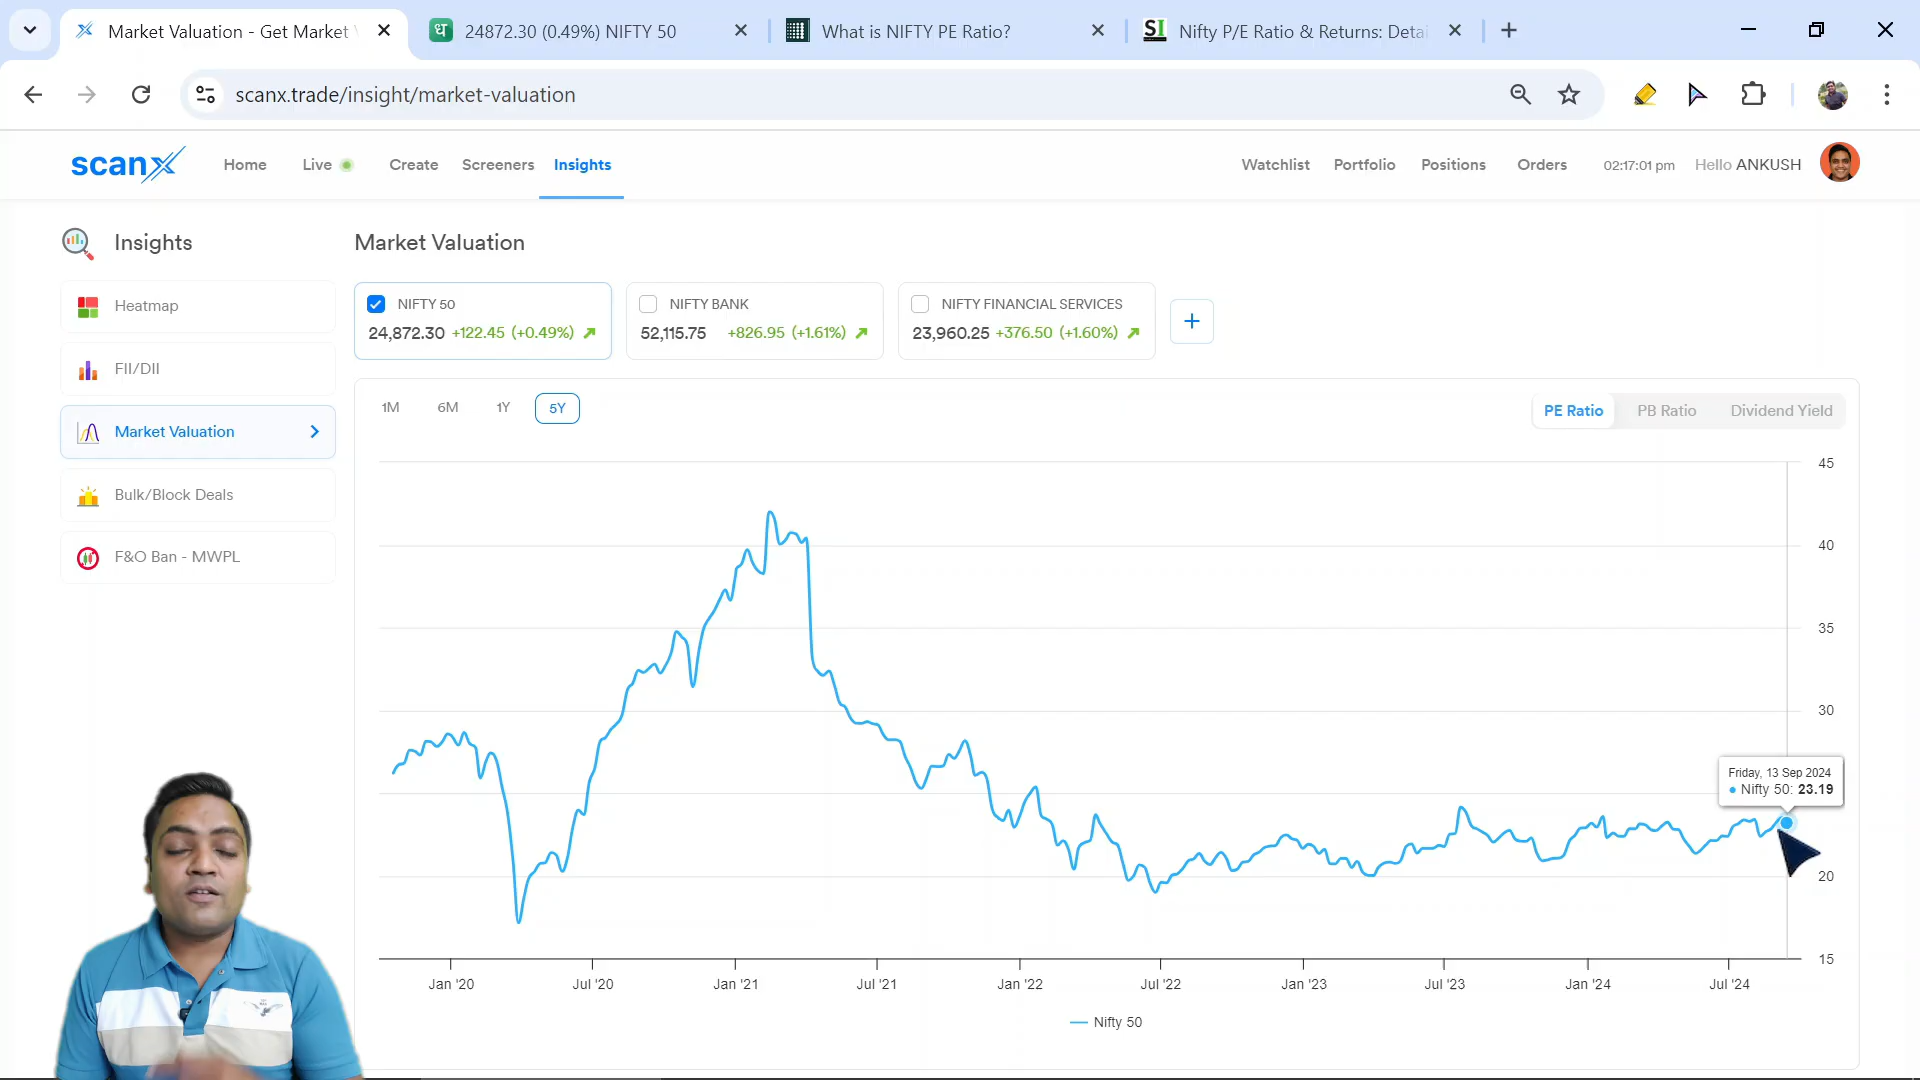 Market Valuation - Get Market
24872.30 (0.49%) NIFTY 50
What is NIFTY PE Ratio?
Nifty P/E Ratio & Returns: Detai
scanx.trade/insight/market-valuation
scanx
Home
Live
Create
Screeners
Insights
Watchlist
Portfolio
Positions
Orders
02:17:01 pm
Hello ANKUSH
Insights
Heatmap
FII/DII
Market Valuation
Bulk/Block Deals
F&O Ban - MWPL
Market Valuation
NIFTY 50
24,872.30 +122.45 (+0.49%)
NIFTY BANK
52,115.75 +826.95 (+1.61%)
NIFTY FINANCIAL SERVICES
23,960.25 +376.50 (+1.60%)
1M
6M
1Y
5Y
PE Ratio
PB Ratio
Dividend Yield
45
40
35
30
20
15
Friday, 13 Sep 2024
Nifty 50: 23.19
Jan '20
Jul '20
Jan '21
Jul '21
Jan '22
Jul '22
Jan '23
Jul '23
Jan '24
Jul '24
Nifty 50